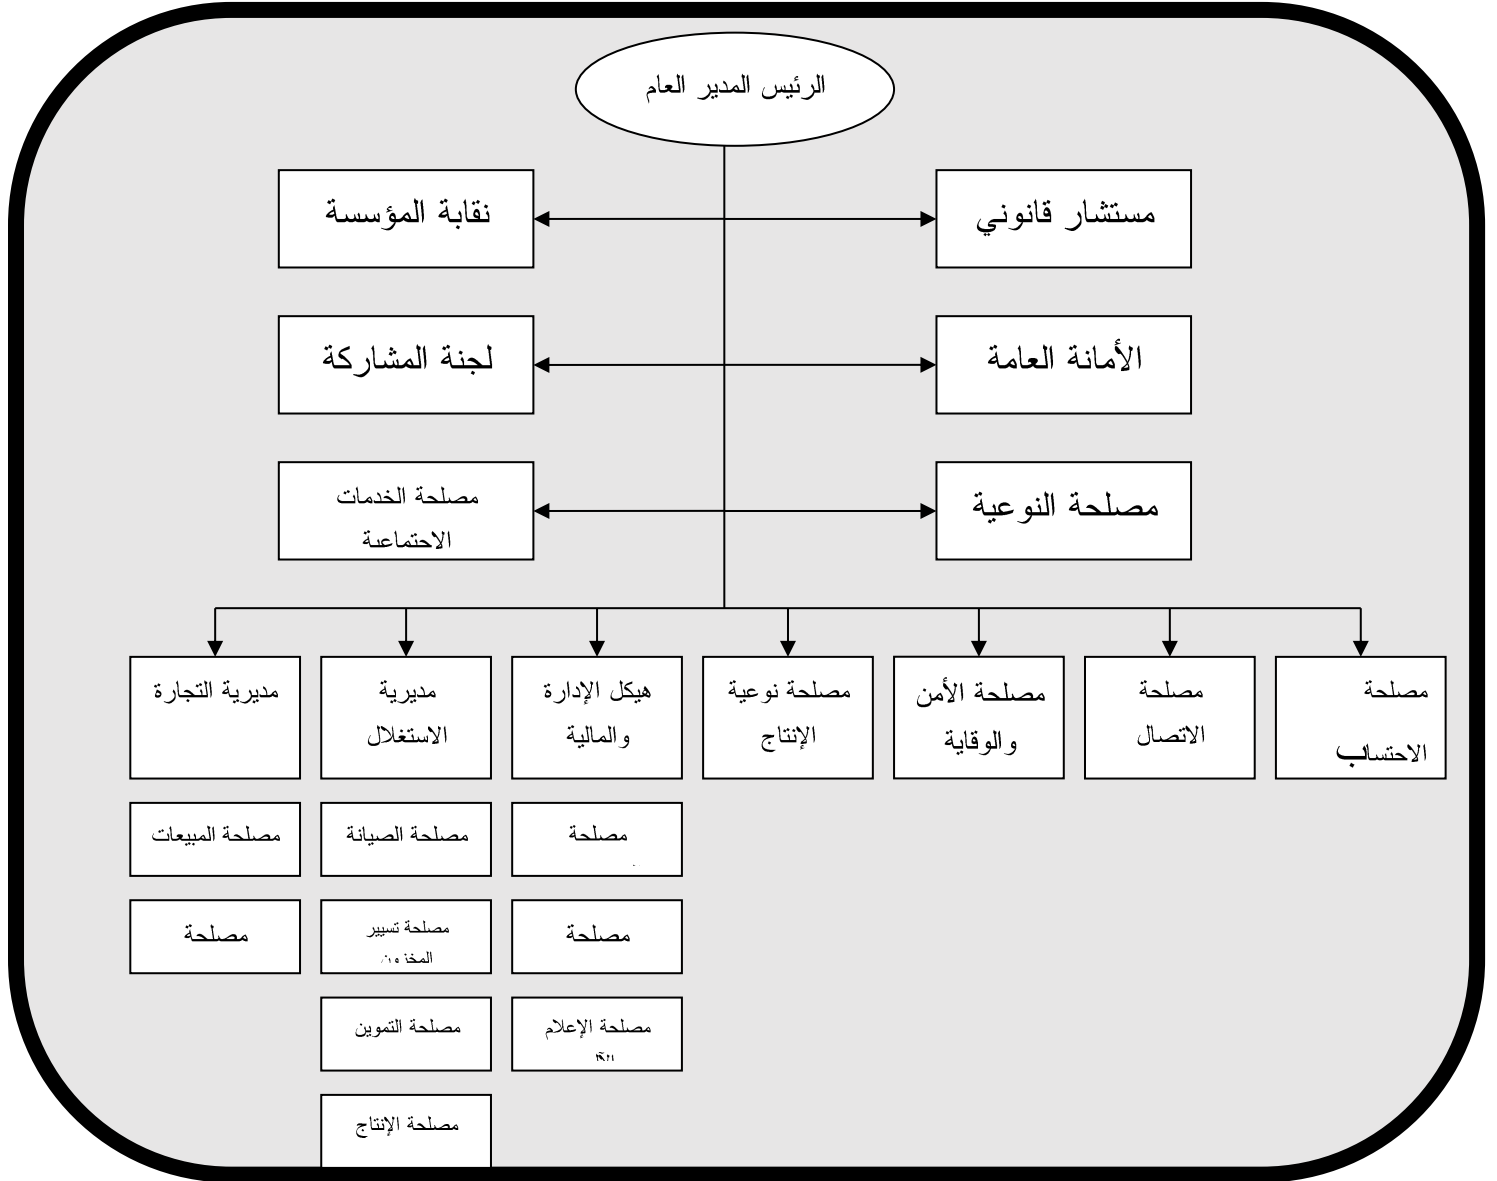 الرئيس المدير العام
مستشار قانوني
نقابة المؤسسة
الأمانة العامة
لجنة المشاركة
مصلحة النوعية
مصلحة الخدمات
الاجتماعية
مصلحة
الاحتساب
مصلحة
الاتصال
مصلحة الأمن
والوقاية
مصلحة نوعية
الإنتاج
هيكل الإدارة
والمالية
مديرية
الاستغلال
مديرية التجارة
مصلحة
مصلحة الصيانة
مصلحة المبيعات
مصلحة
مصلحة تسيير
المخزون
مصلحة
مصلحة الإعلام
مصلحة التموين
مصلحة الإنتاج